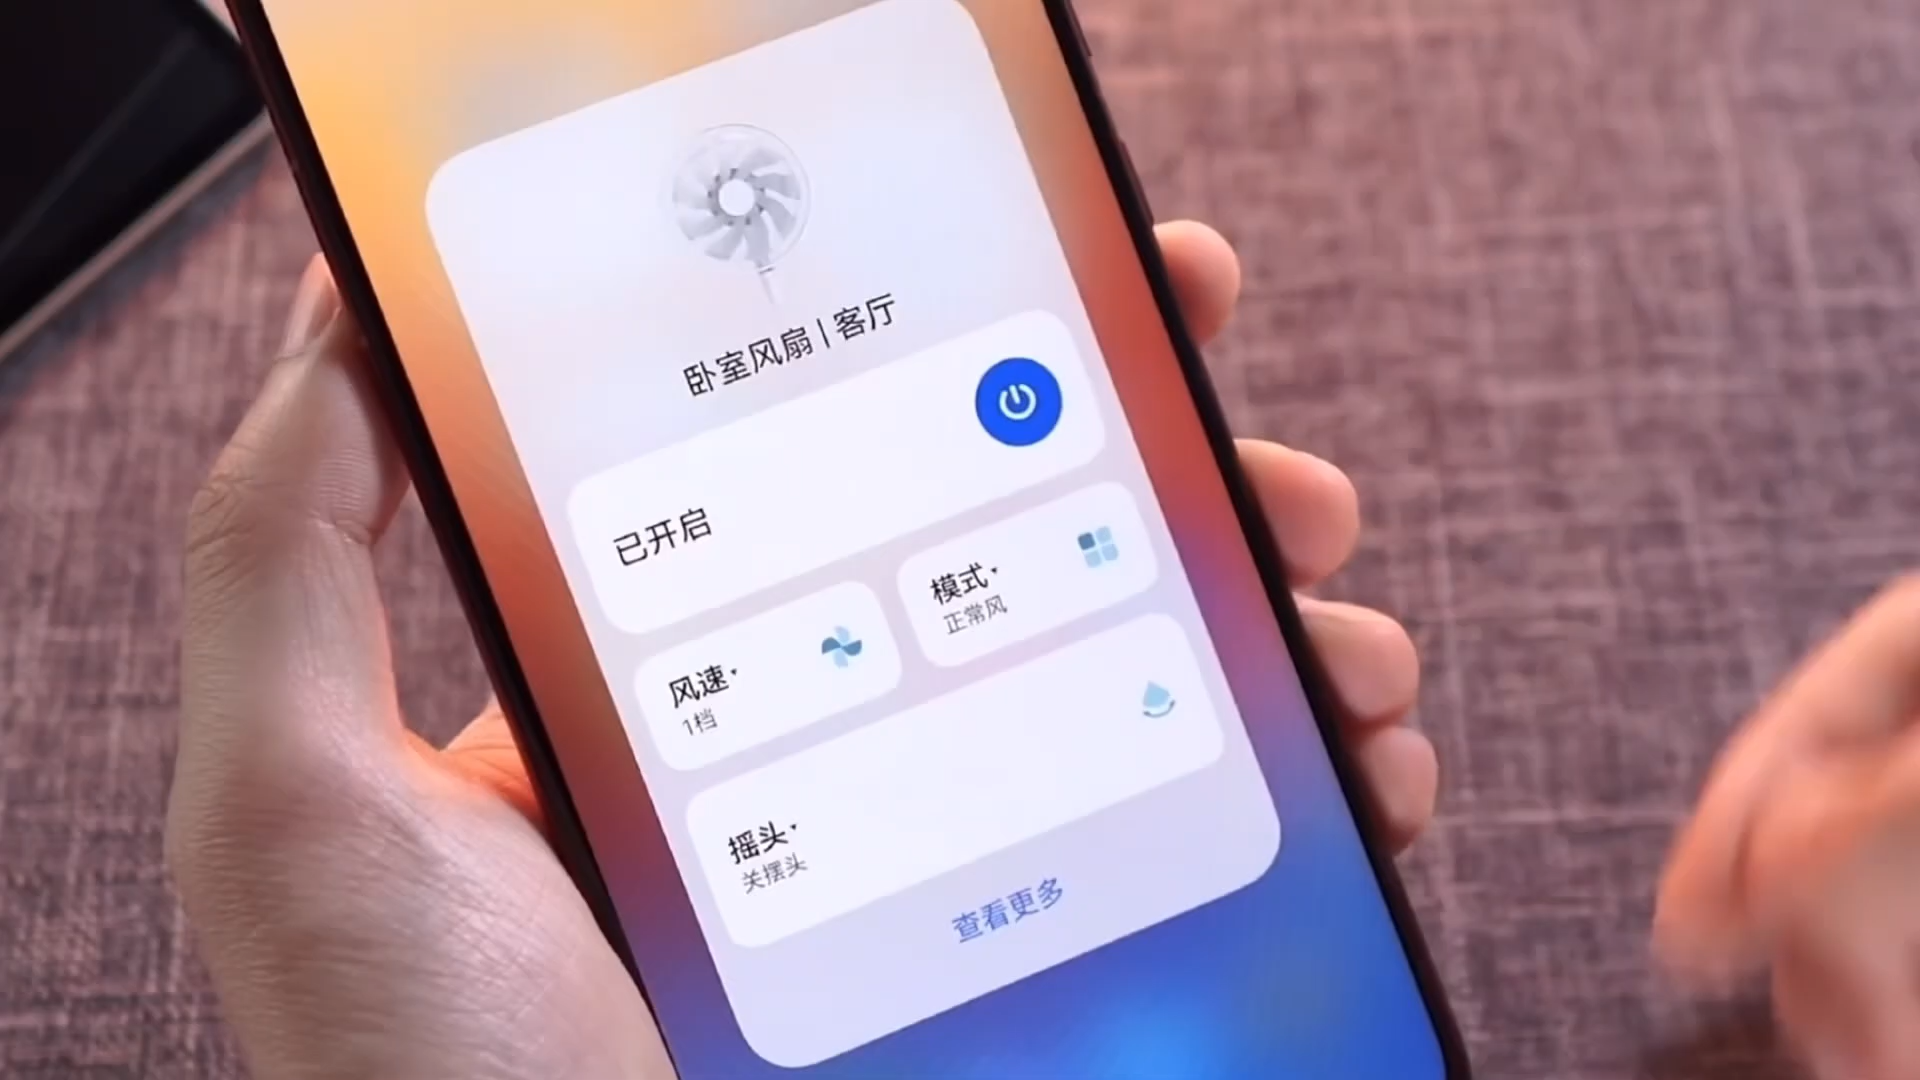 卧室风扇 | 客厅
已开启
风速
1档
模式
正常风
摇头
关摆头
查看更多